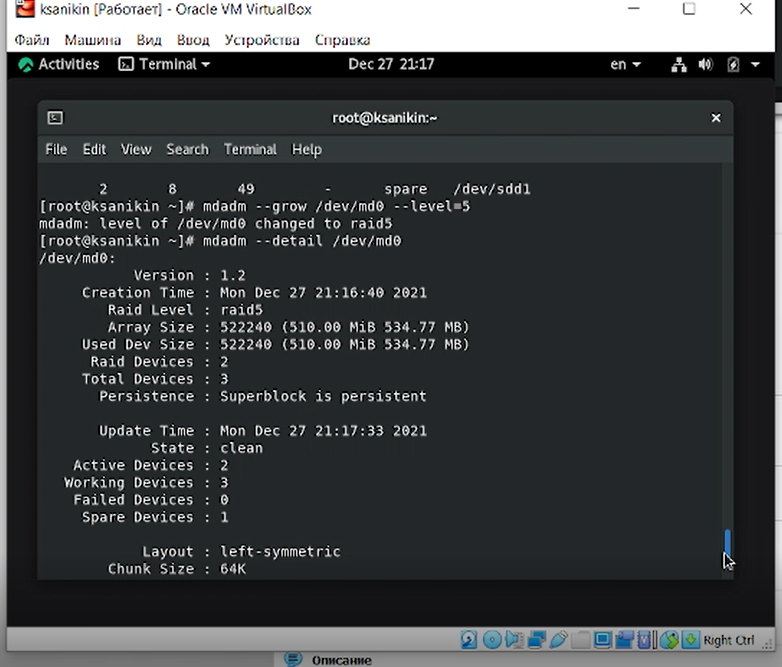 ksanikin [Работает] - Oracle VM VirtualBox
Файл Машина Вид Ввод Устройства Справка
Activities Terminal Dec 27 21:17 en
root@ksanikin:~
File Edit View Search Terminal Help
2 8 49 - spare /dev/sdd1
[root@ksanikin ~]# mdadm --grow /dev/md0 --level=5
mdadm: level of /dev/md0 changed to raid5
[root@ksanikin ~]# mdadm --detail /dev/md0
/dev/md0:
Version : 1.2
Creation Time : Mon Dec 27 21:16:40 2021
Raid Level : raid5
Array Size : 522240 (510.00 MiB 534.77 MB)
Used Dev Size : 522240 (510.00 MiB 534.77 MB)
Raid Devices : 2
Total Devices : 3
Persistence : Superblock is persistent
Update Time : Mon Dec 27 21:17:33 2021
State : clean
Active Devices : 2
Working Devices : 3
Failed Devices : 0
Spare Devices : 1
Layout : left-symmetric
Chunk Size : 64K
Right Ctrl
Описание